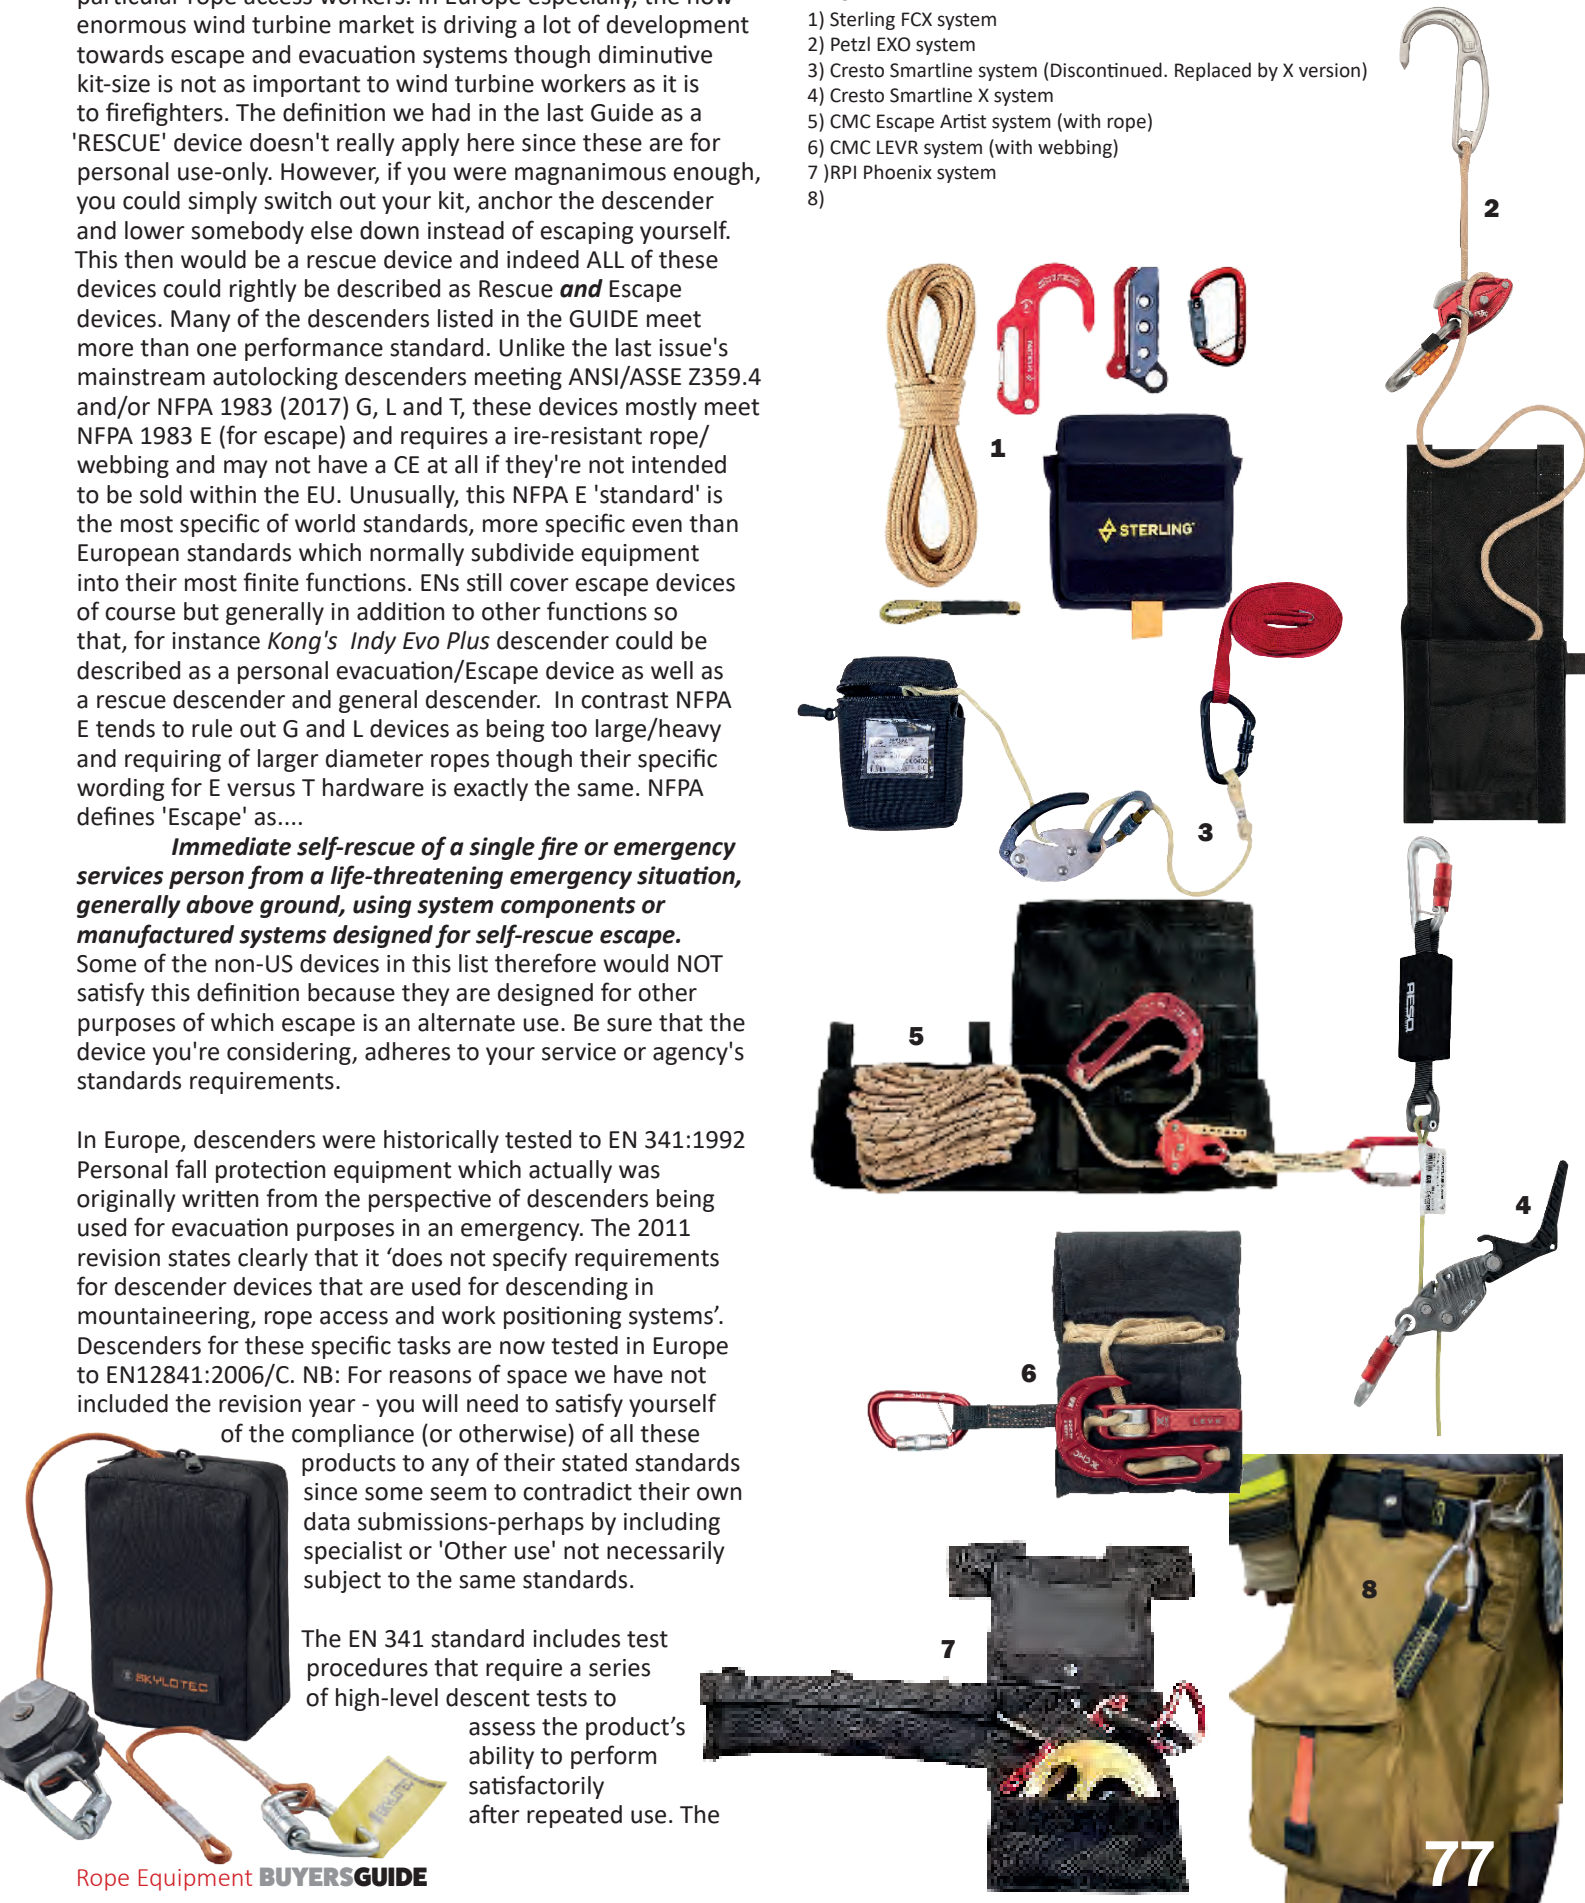 particular rope access workers. In Europe especially, the now
enormous wind turbine market is driving a lot of development
towards escape and evacuation systems though diminutive
kit-size is not as important to wind turbine workers as it is
to firefighters. The definition we had in the last Guide as a
'RESCUE' device doesn't really apply here since these are for
personal use-only. However, if you were magnanimous enough,
you could simply switch out your kit, anchor the descender
and lower somebody else down instead of escaping yourself.
This then would be a rescue device and indeed ALL of these
devices could rightly be described as Rescue and Escape
devices. Many of the descenders listed in the GUIDE meet
more than one performance standard. Unlike the last issue's
mainstream autolocking descenders meeting ANSI/ASSE Z359.4
and/or NFPA 1983 (2017) G, L and T, these devices mostly meet
NFPA 1983 E (for escape) and requires a ire-resistant rope/
webbing and may not have a CE at all if they're not intended
to be sold within the EU. Unusually, this NFPA E 'standard' is
the most specific of world standards, more specific even than
European standards which normally subdivide equipment
into their most finite functions. ENs still cover escape devices
of course but generally in addition to other functions so
that, for instance Kong's Indy Evo Plus descender could be
described as a personal evacuation/Escape device as well as
a rescue descender and general descender. In contrast NFPA
E tends to rule out G and L devices as being too large/heavy
and requiring of larger diameter ropes though their specific
wording for E versus T hardware is exactly the same. NFPA
defines 'Escape' as....
Immediate self-rescue of a single fire or emergency
services person from a life-threatening emergency situation,
generally above ground, using system components or
manufactured systems designed for self-rescue escape.
Some of the non-US devices in this list therefore would NOT
satisfy this definition because they are designed for other
purposes of which escape is an alternate use. Be sure that the
device you're considering, adheres to your service or agency's
standards requirements.
In Europe, descenders were historically tested to EN 341:1992
Personal fall protection equipment which actually was
originally written from the perspective of descenders being
used for evacuation purposes in an emergency. The 2011
revision states clearly that it ‘does not specify requirements
for descender devices that are used for descending in
mountaineering, rope access and work positioning systems’.
Descenders for these specific tasks are now tested in Europe
to EN12841:2006/C. NB: For reasons of space we have not
included the revision year - you will need to satisfy yourself
of the compliance (or otherwise) of all these
products to any of their stated standards
since some seem to contradict their own
data submissions-perhaps by including
specialist or 'Other use' not necessarily
subject to the same standards.
The EN 341 standard includes test
procedures that require a series
of high-level descent tests to
assess the product’s
ability to perform
satisfactorily
after repeated use. The
1) Sterling FCX system
2) Petzl EXO system
3) Cresto Smartline system (Discontinued. Replaced by X version)
4) Cresto Smartline X system
5) CMC Escape Artist system (with rope)
6) CMC LEVR system (with webbing)
7 )RPI Phoenix system
8)
2
1
STERLING
3
RESQ
5
4
6
LEVR
CMC
8
7
SKYLOTEC
Rope Equipment BUYERSGUIDE
77